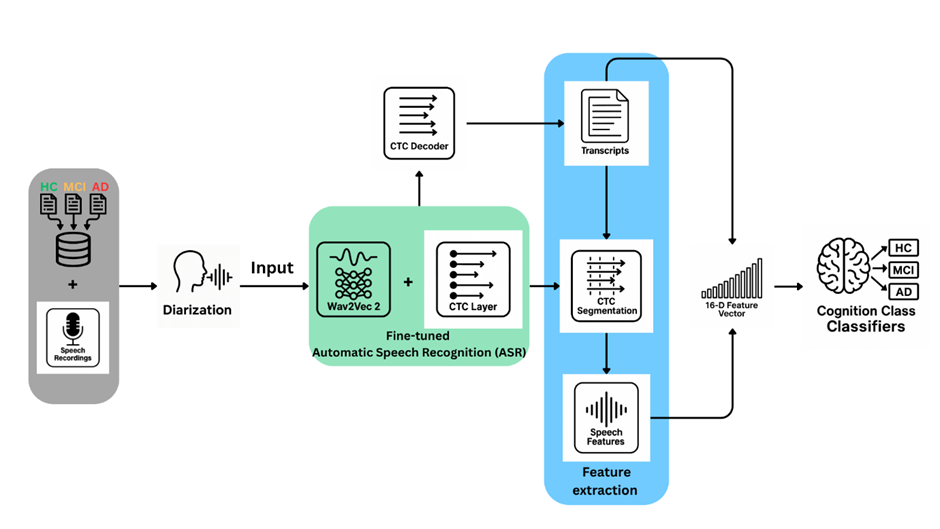 HC MCI AD
+
Speech
Recordings
Diarization
Input
Wav2Vec 2
+
CTC Layer
Fine-tuned
Automatic Speech Recognition (ASR)
CTC Decoder
Transcripts
CTC
Segmentation
Speech
Features
Feature
extraction
16-D Feature
Vector
HC
MCI
AD
Cognition Class
Classifiers